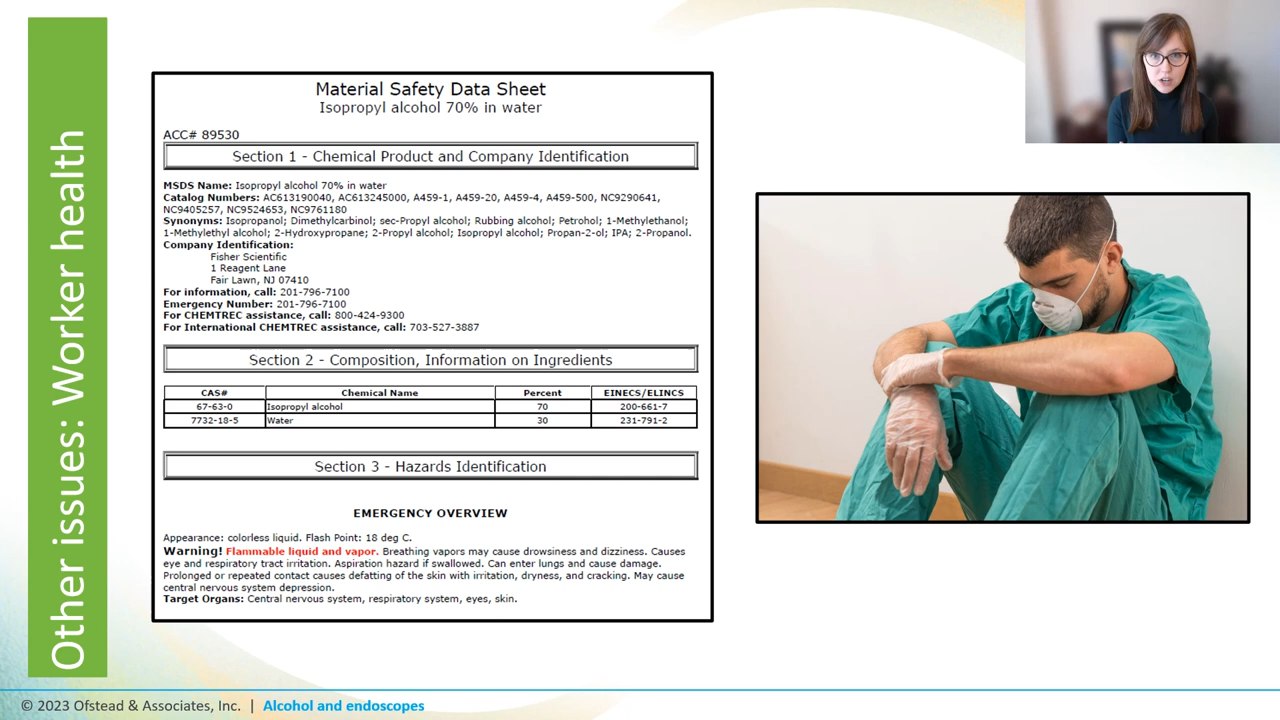 Other issues: Worker health
Material Safety Data Sheet
Isopropyl alcohol 70% in water
ACC# 89530
Section 1 - Chemical Product and Company Identification
MSDS Name: Isopropyl alcohol 70% in water
Catalog Numbers: AC613190040, AC613245000, A459-1, A459-20, A459-4, A459-500, NC9290641,
NC9405257, NC9524653, NC9761180
Synonyms: Isopropanol; Dimethylcarbinol; sec-Propyl alcohol; Rubbing alcohol; Petrohol; 1-Methylethanol;
1-Methylethyl alcohol; 2-Hydroxypropane; 2-Propyl alcohol; Isopropyl alcohol; Propan-2-ol; IPA; 2-Propanol.
Company Identification:
Fisher Scientific
1 Reagent Lane
Fair Lawn, NJ 07410
For information, call: 201-796-7100
Emergency Number: 201-796-7100
For CHEMTREC assistance, call: 800-424-9300
For International CHEMTREC assistance, call: 703-527-3887
Section 2 - Composition, Information on Ingredients
CAS# Chemical Name Percent EINECS/ELINCS
67-63-0 Isopropyl alcohol 70 200-661-7
7732-18-5 Water 30 231-791-2
Section 3 - Hazards Identification
EMERGENCY OVERVIEW
Appearance: colorless liquid. Flash Point: 18 deg C.
Warning! Flammable liquid and vapor. Breathing vapors may cause drowsiness and dizziness. Causes
eye and respiratory tract irritation. Aspiration hazard if swallowed. Can enter lungs and cause damage.
Prolonged or repeated contact causes defatting of the skin with irritation, dryness, and cracking. May cause
central nervous system depression.
Target Organs: Central nervous system, respiratory system, eyes, skin.
© 2023 Ofstead & Associates, Inc. | Alcohol and endoscopes